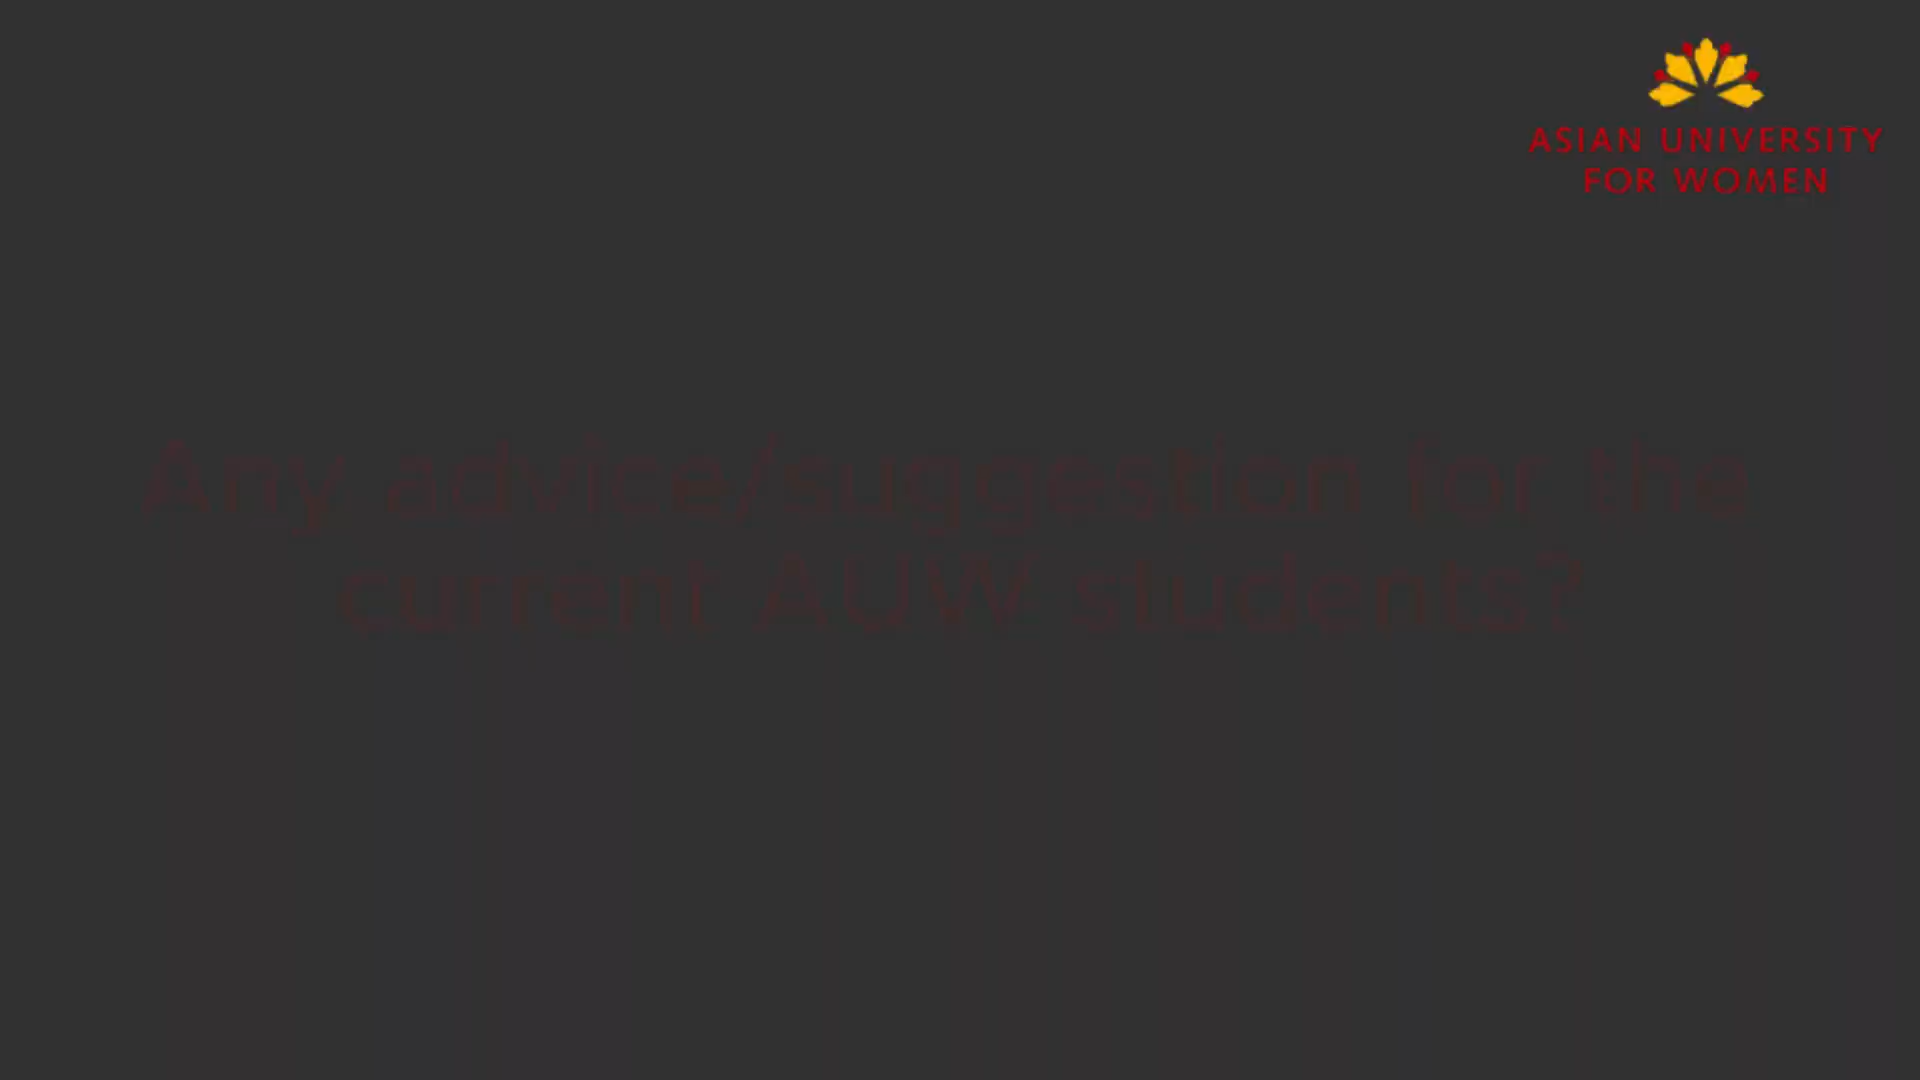 ASIAN UNIVERSITY
FOR WOMEN
Any advice/suggestion for the
current AUW students?